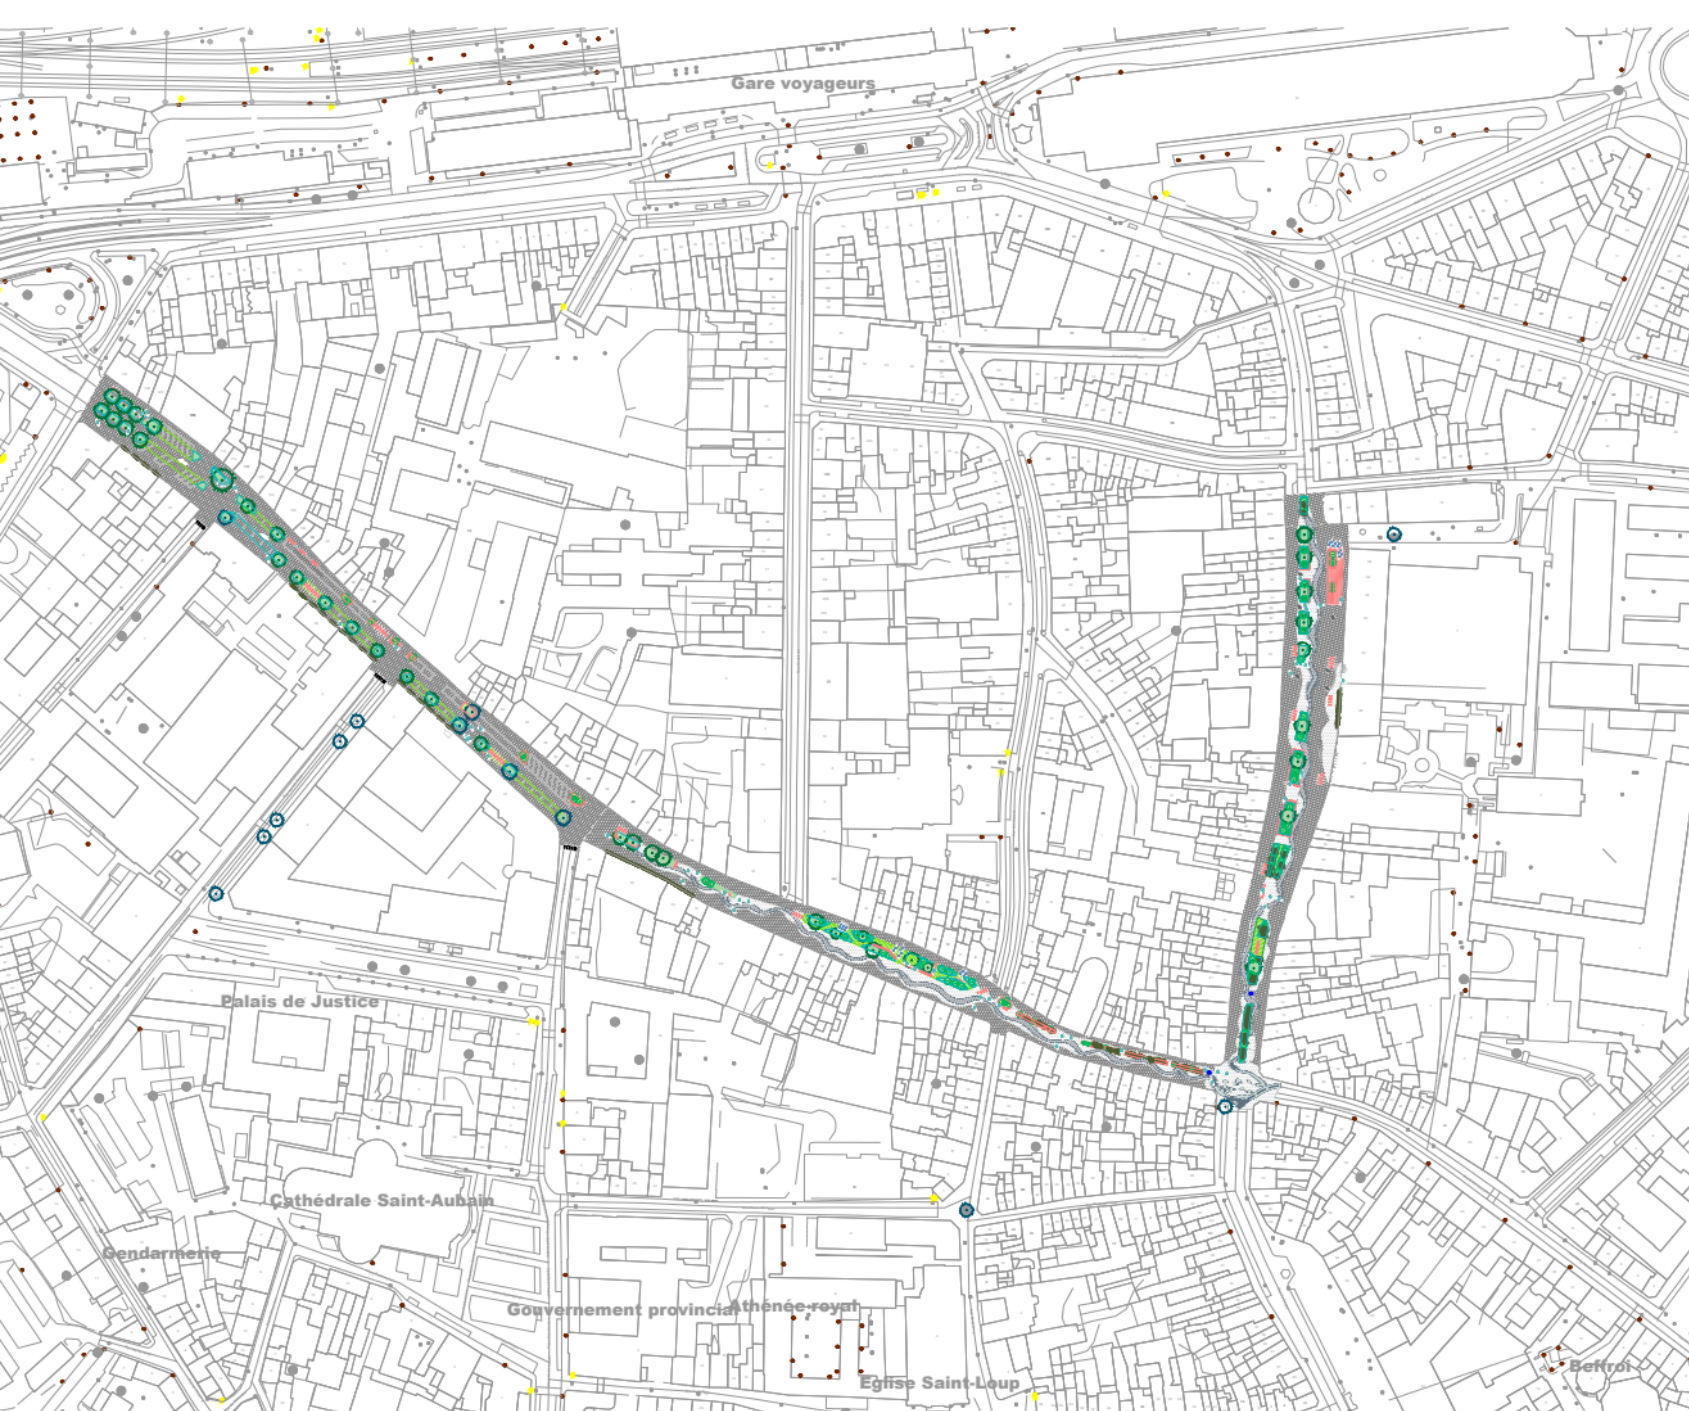 Gare voyageurs
Palais de Justice
Cathédrale Saint-Aubain
Gendarmerie
Gouvernement provincial
Athénée royal
Eglise Saint-Loup
Beffroi